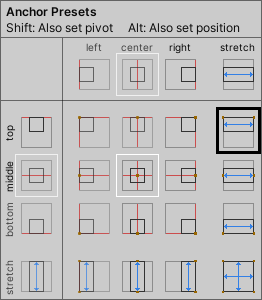 Anchor Presets
Shift: Also set pivot Alt: Also set position
left center right stretch
top
middle
bottom
stretch